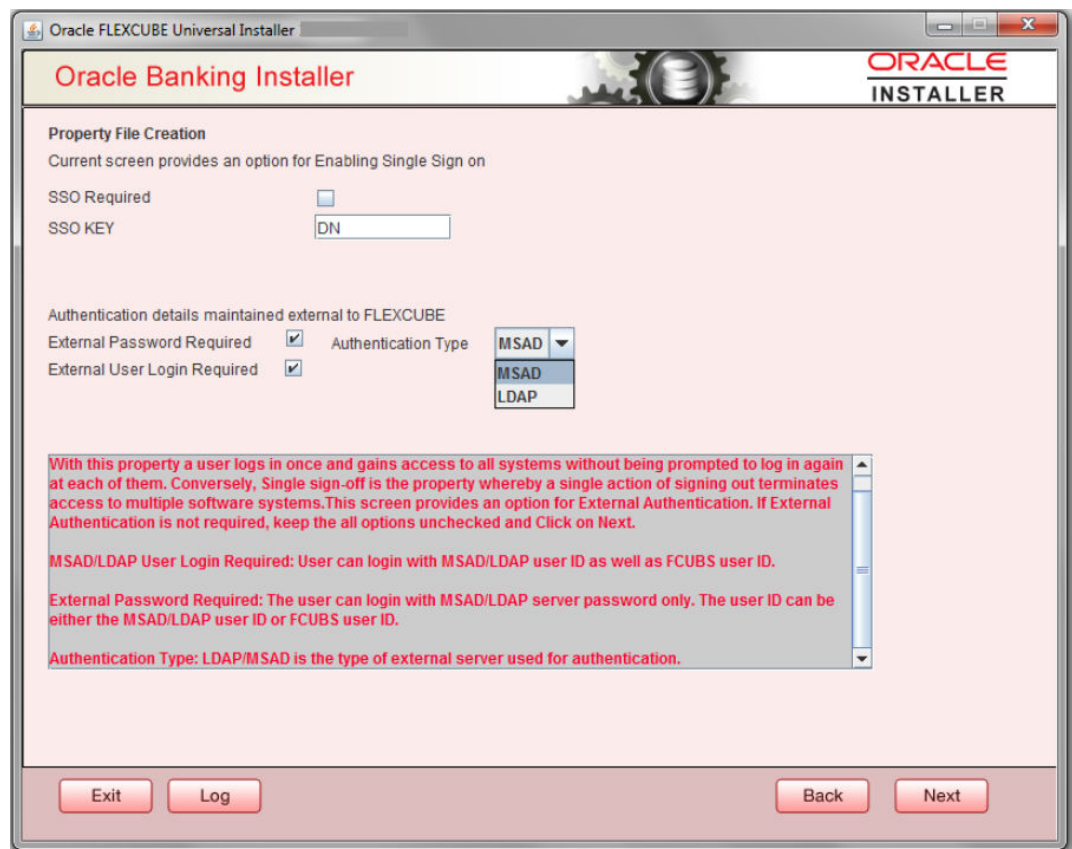 Oracle FLEXCUBE Universal Installer
Oracle Banking Installer
ORACLE
INSTALLER
Property File Creation
Current screen provides an option for Enabling Single Sign on
SSO Required
SSO KEY DN
Authentication details maintained external to FLEXCUBE
External Password Required Authentication Type MSAD
External User Login Required
MSAD
LDAP
With this property a user logs in once and gains access to all systems without being prompted to log in again
at each of them. Conversely, Single sign-off is the property whereby a single action of signing out terminates
access to multiple software systems.This screen provides an option for External Authentication. If External
Authentication is not required, keep the all options unchecked and Click on Next.
MSAD/LDAP User Login Required: User can login with MSAD/LDAP user ID as well as FCUBS user ID.
External Password Required: The user can login with MSAD/LDAP server password only. The user ID can be
either the MSAD/LDAP user ID or FCUBS user ID.
Authentication Type: LDAP/MSAD is the type of external server used for authentication.
Exit Log Back Next